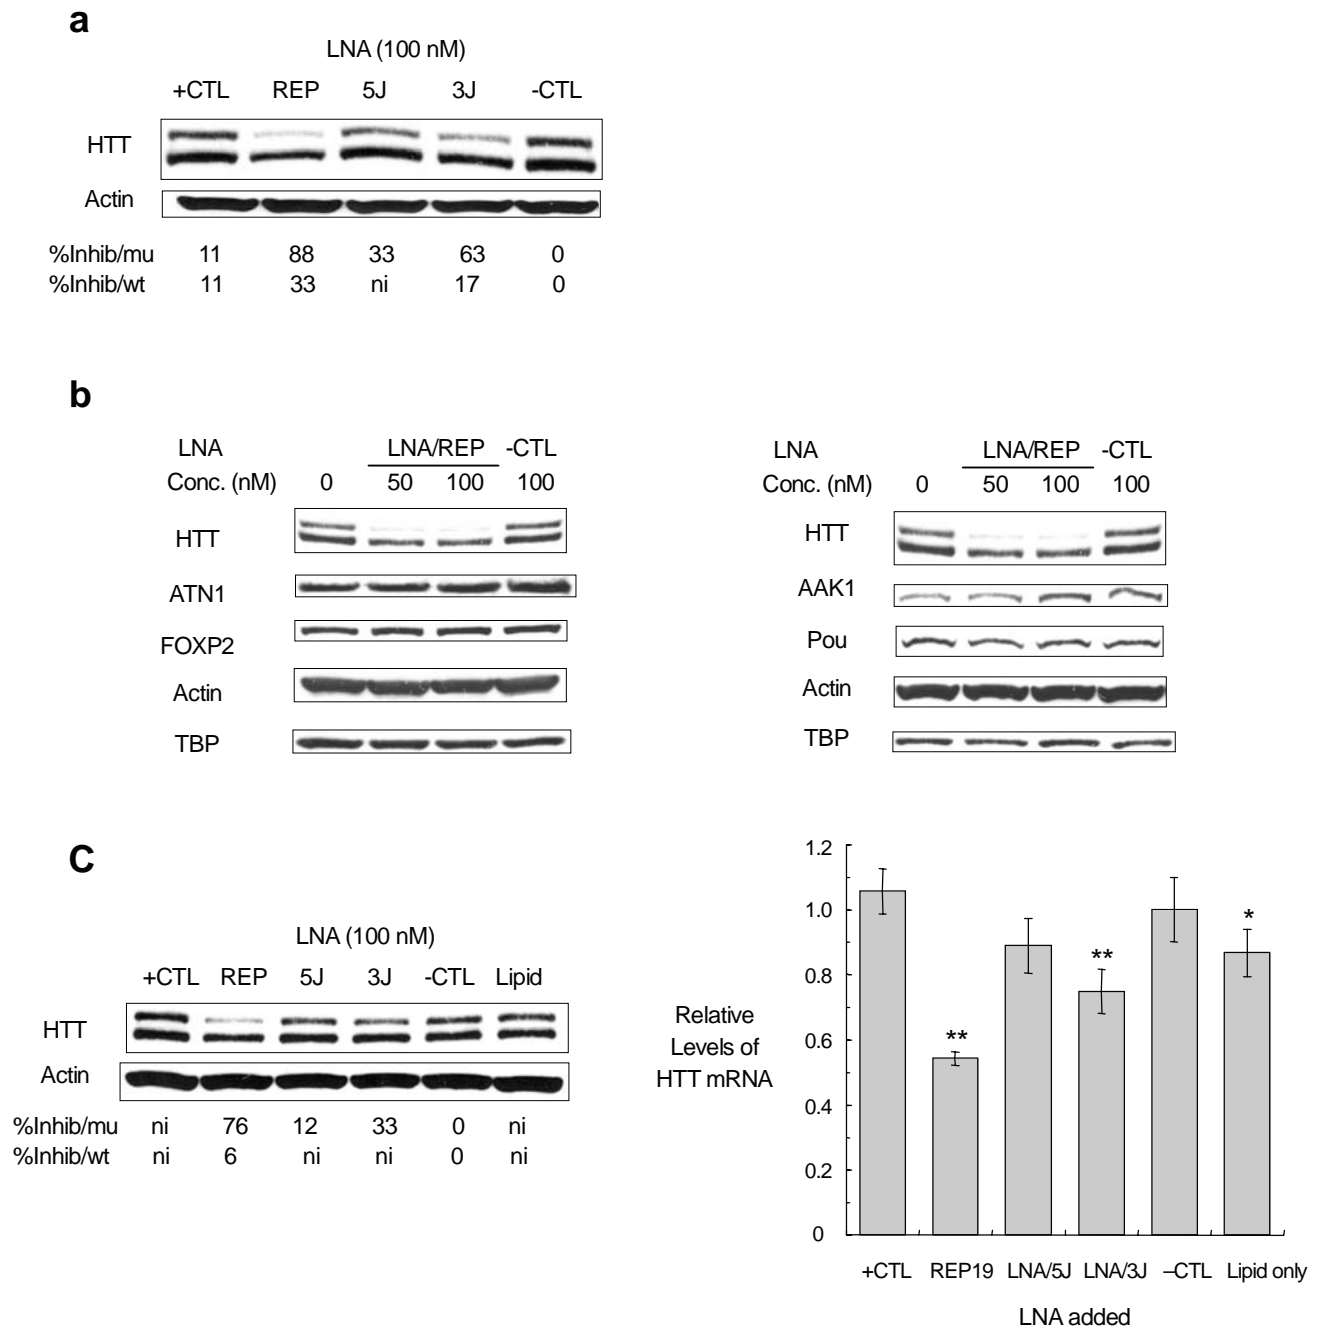 a
LNA (100 nM)
+CTL REP 5J 3J -CTL
HTT
Actin
%Inhib/mu 11 88 33 63 0
%Inhib/wt 11 33 ni 17 0
b
LNA LNA/REP -CTL
Conc. (nM) 0 50 100 100
HTT
ATN1
FOXP2
Actin
TBP
LNA LNA/REP -CTL
Conc. (nM) 0 50 100 100
HTT
AAK1
Pou
Actin
TBP
C
LNA (100 nM)
+CTL REP 5J 3J -CTL Lipid
HTT
Actin
%Inhib/mu ni 76 12 33 0 ni
%Inhib/wt ni 6 ni ni 0 ni
Relative
Levels of
HTT mRNA
1.2
1.0
0.8
0.6
0.4
0.2
0
**
**
*
+CTL REP19 LNA/5J LNA/3J –CTL Lipid only
LNA added